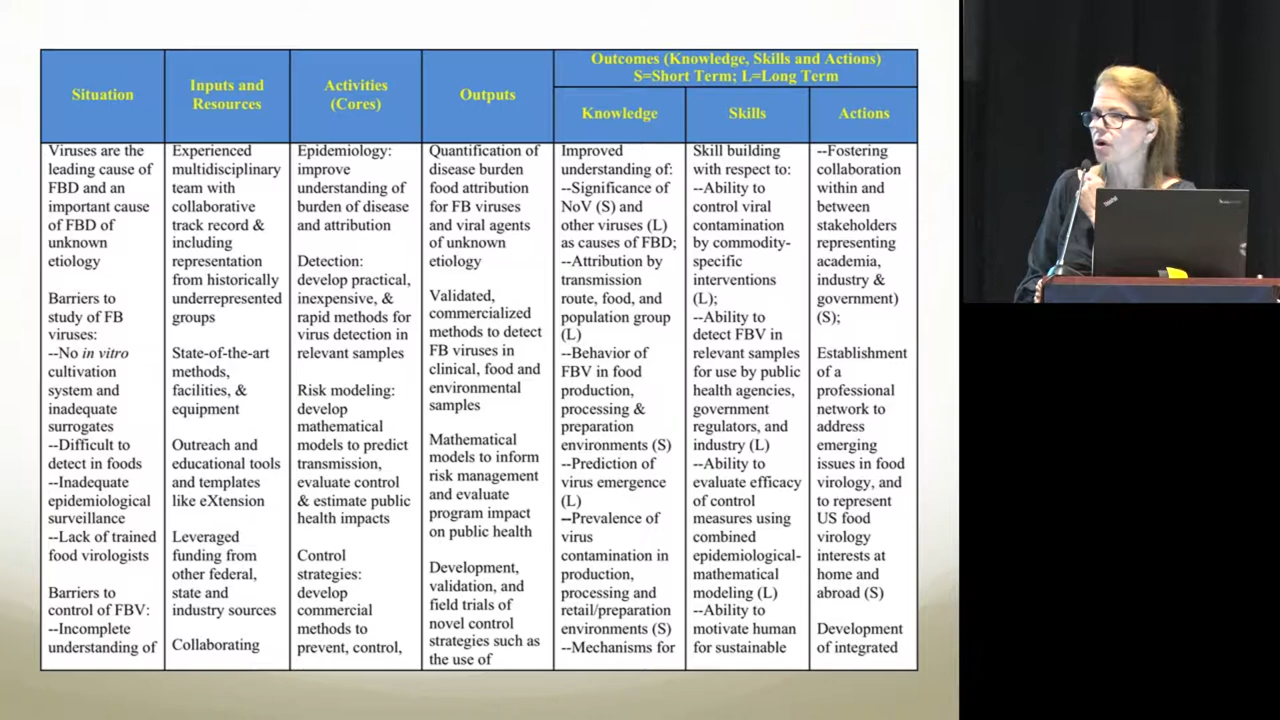 Situation
Inputs and
Resources
Activities
(Cores)
Outputs
Outcomes (Knowledge, Skills and Actions)
S=Short Term; L=Long Term
Knowledge
Skills
Actions
Viruses are the
leading cause of
FBD and an
important cause
of FBD of
unknown
etiology
Barriers to
study of FB
viruses:
--No in vitro
cultivation
system and
inadequate
surrogates
--Difficult to
detect in foods
--Inadequate
epidemiological
surveillance
--Lack of trained
food virologists
Barriers to
control of FBV:
--Incomplete
understanding of
Experienced
multidisciplinary
team with
collaborative
track record &
including
representation
from historically
underrepresented
groups
State-of-the-art
methods,
facilities, &
equipment
Outreach and
educational tools
and templates
like eXtension
Leveraged
funding from
other federal,
state and
industry sources
Collaborating
Epidemiology:
improve
understanding of
burden of disease
and attribution
Detection:
develop practical,
inexpensive, &
rapid methods for
virus detection in
relevant samples
Risk modeling:
develop
mathematical
models to predict
transmission,
evaluate control
& estimate public
health impacts
Control
strategies:
develop
commercial
methods to
prevent, control,
Quantification of
disease burden
food attribution
for FB viruses
and viral agents
of unknown
etiology
Validated,
commercialized
methods to detect
FB viruses in
clinical, food and
environmental
samples
Mathematical
models to inform
risk management
and evaluate
program impact
on public health
Development,
validation, and
field trials of
novel control
strategies such as
the use of
Improved
understanding of:
--Significance of
NoV (S) and
other viruses (L)
as causes of FBD;
--Attribution by
transmission
route, food, and
population group
(L)
--Behavior of
FBV in food
production,
processing &
preparation
environments (S)
--Prediction of
virus emergence
(L)
--Prevalence of
virus
contamination in
production,
processing and
retail/preparation
environments (S)
--Mechanisms for
Skill building
with respect to:
--Ability to
control viral
contamination
by commodity-
specific
interventions
(L);
--Ability to
detect FBV in
relevant samples
for use by public
health agencies,
government
regulators, and
industry (L)
--Ability to
evaluate efficacy
of control
measures using
combined
epidemiological-
mathematical
modeling (L)
--Ability to
motivate human
for sustainable
--Fostering
collaboration
within and
between
stakeholders
representing
academia,
industry &
government)
(S);
Establishment
of a
professional
network to
address
emerging
issues in food
virology, and
to represent
US food
virology
interests at
home and
abroad (S)
Development
of integrated
ThinkPad